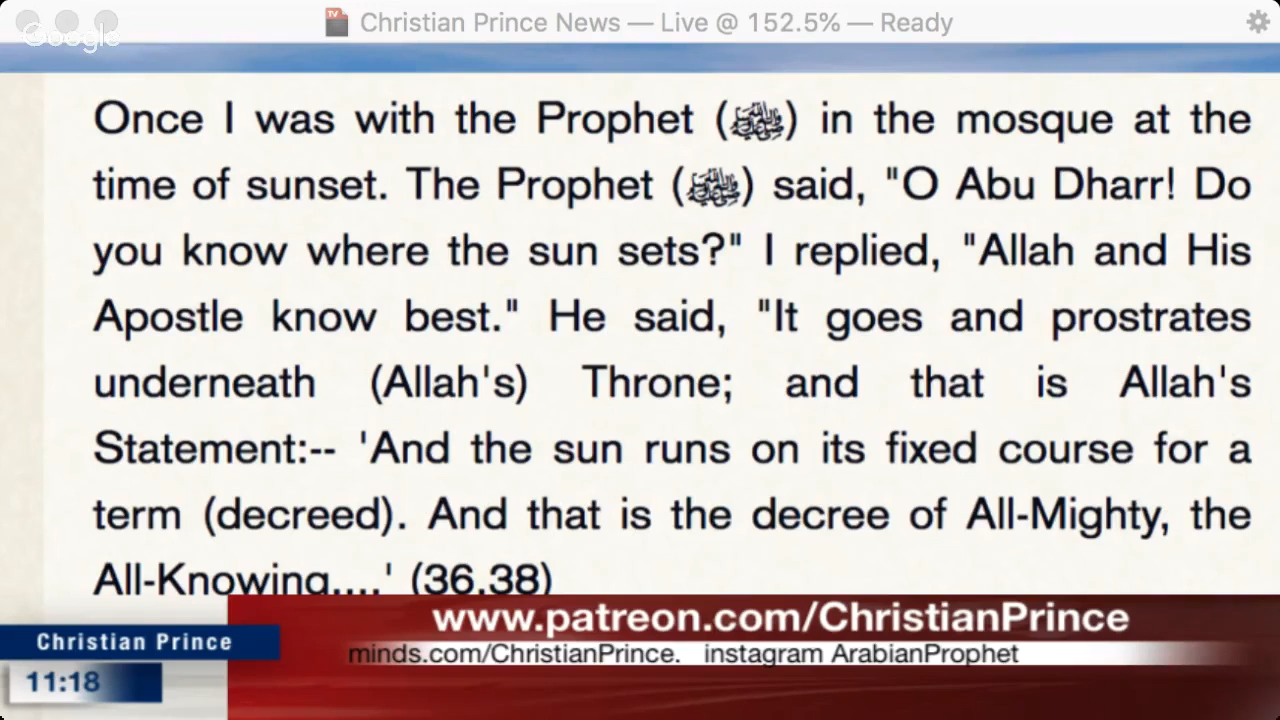 Christian Prince News — Live @ 152.5% — Ready
Google
Once I was with the Prophet (ﷺ) in the mosque at the
time of sunset. The Prophet (ﷺ) said, "O Abu Dharr! Do
you know where the sun sets?" I replied, "Allah and His
Apostle know best." He said, "It goes and prostrates
underneath (Allah's) Throne; and that is Allah's
Statement:-- 'And the sun runs on its fixed course for a
term (decreed). And that is the decree of All-Mighty, the
All-Knowing....' (36.38)
www.patreon.com/ChristianPrince
Christian Prince
minds.com/ChristianPrince. instagram ArabianProphet
11:18